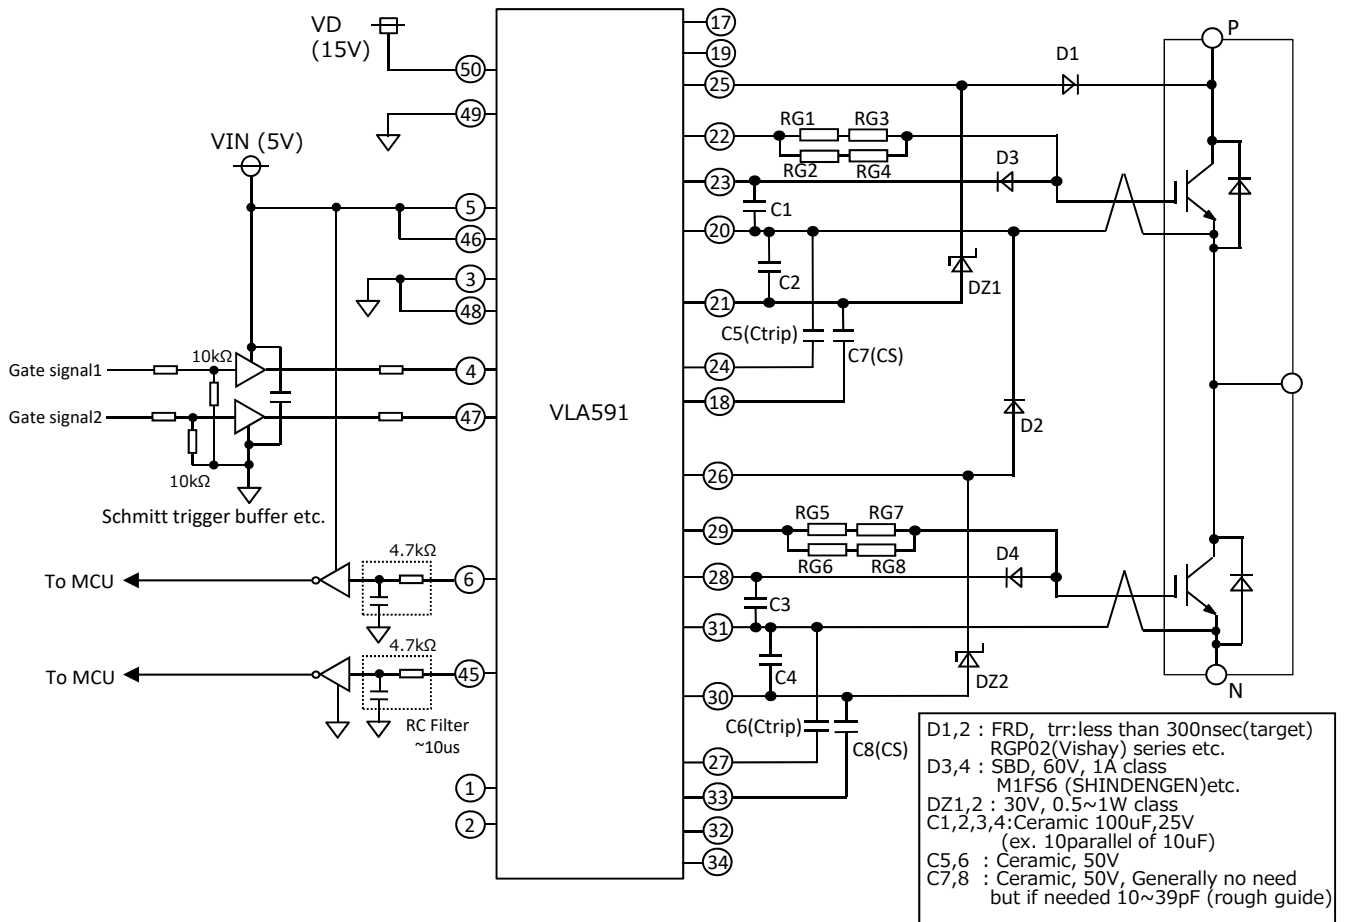 VD
(15V)
50
49
VIN (5V)
5
46
3
48
Gate signal1
10kΩ
4
Gate signal2
47
10kΩ
Schmitt trigger buffer etc.
To MCU
4.7kΩ
6
To MCU
4.7kΩ
45
RC Filter
~10us
1
2
VLA591
17
19
25
D1
P
22
RG1
RG3
RG2
RG4
23
D3
C1
20
C2
DZ1
21
C5(Ctrip)
C7(CS)
24
18
D2
26
29
RG5
RG7
RG6
RG8
28
D4
C3
31
C4
DZ2
30
N
C6(Ctrip)
C8(CS)
27
33
32
34
D1,2 : FRD, trr:less than 300nsec(target)
RGP02(Vishay) series etc.
D3,4 : SBD, 60V, 1A class
M1FS6 (SHINDENGEN)etc.
DZ1,2 : 30V, 0.5~1W class
C1,2,3,4:Ceramic 100uF,25V
(ex. 10parallel of 10uF)
C5,6 : Ceramic, 50V
C7,8 : Ceramic, 50V, Generally no need
but if needed 10~39pF (rough guide)